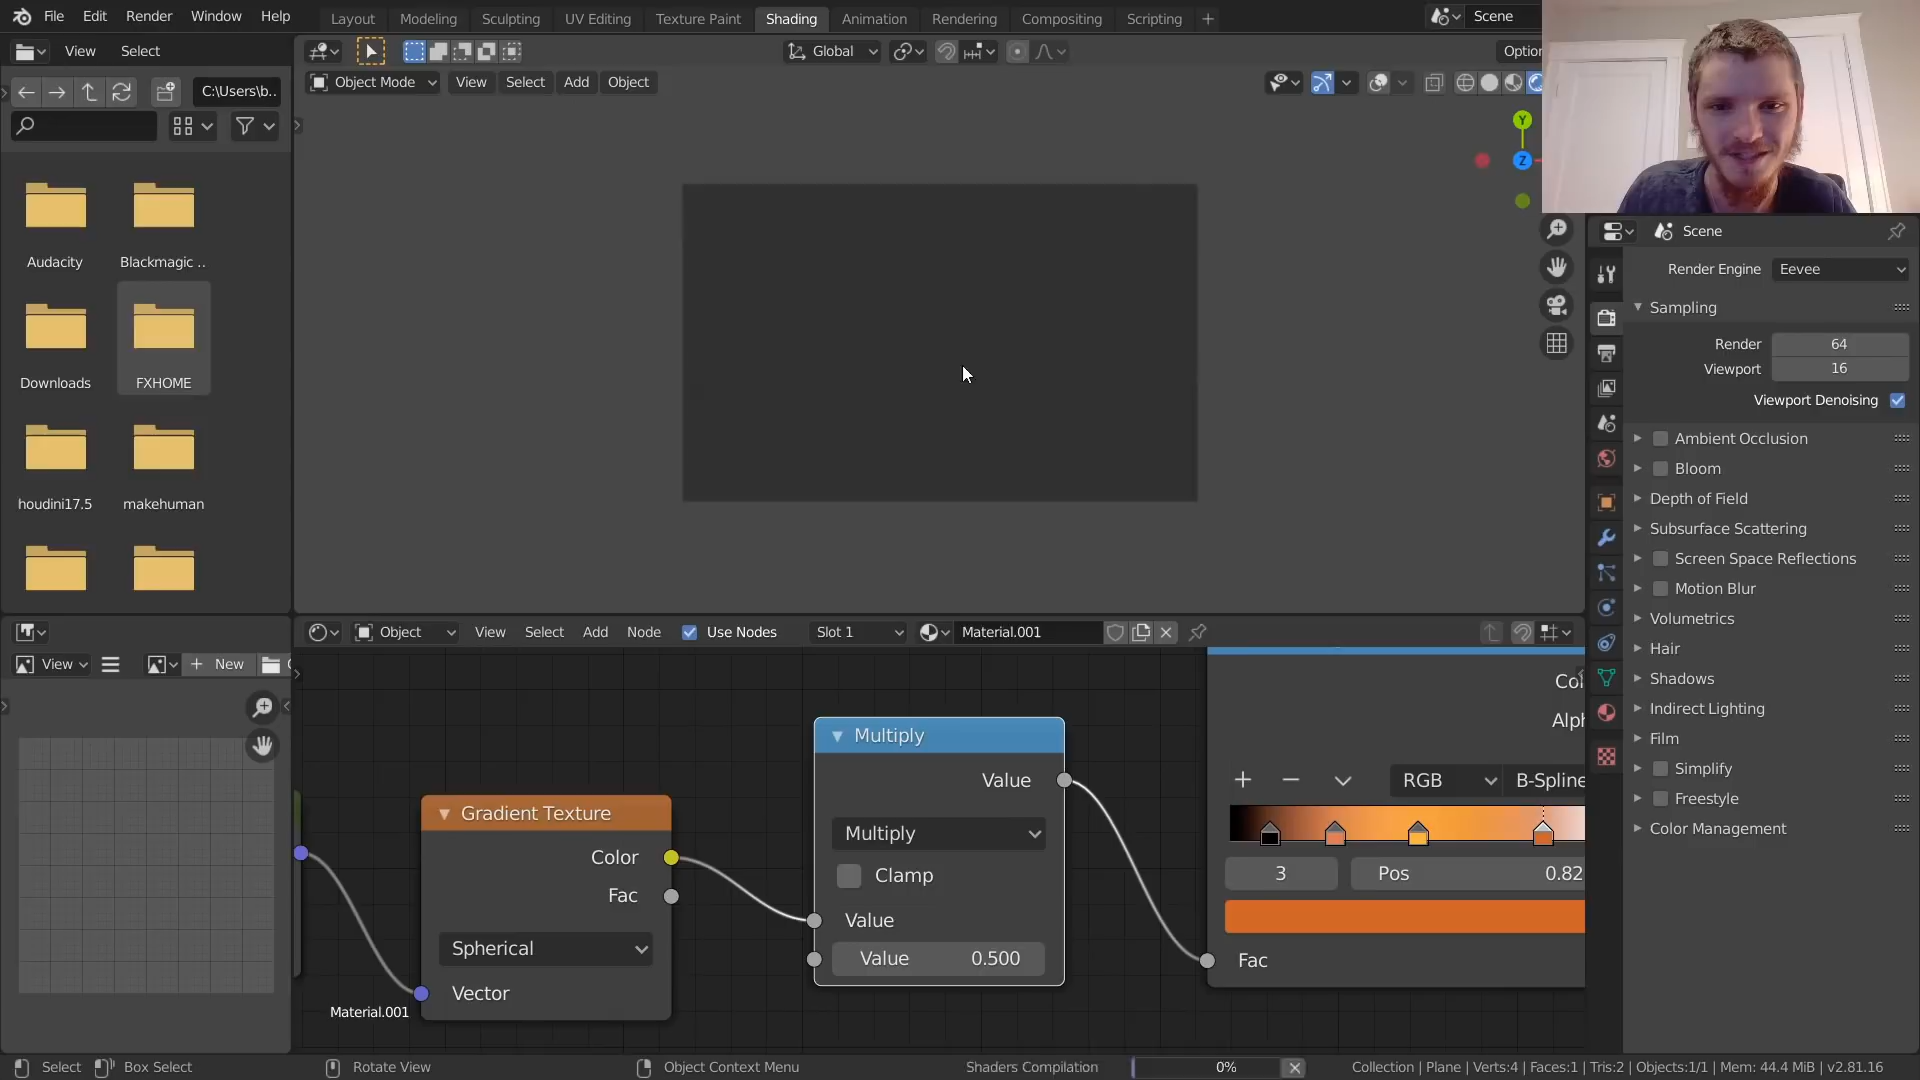 File Edit Render Window Help Layout Modeling Sculpting UV Editing Texture Paint Shading Animation Rendering Compositing Scripting + Scene
View Select Global Optio
C:\Users\b.. Object Mode View Select Add Object
Y
Z
Audacity Blackmagic ..
Downloads FXHOME
houdini17.5 makehuman
Scene
Render Engine Eevee
Sampling
Render 64
Viewport 16
Viewport Denoising
Ambient Occlusion
Bloom
Depth of Field
Subsurface Scattering
Screen Space Reflections
Motion Blur
Volumetrics
Hair
Shadows
Indirect Lighting
Film
Simplify
Freestyle
Color Management
Object View Select Add Node Use Nodes Slot 1 Material.001
View + New
Gradient Texture
Color
Fac
Spherical
Vector
Material.001
Multiply
Value
Multiply
Clamp
Value
Value 0.500
Col
Alph
RGB B-Spline
3 Pos 0.82
Fac
Select Box Select Rotate View Object Context Menu Shaders Compilation 0% Collection | Plane | Verts:4 | Faces:1 | Tris:2 | Objects:1/1 | Mem: 44.4 MiB | v2.81.16